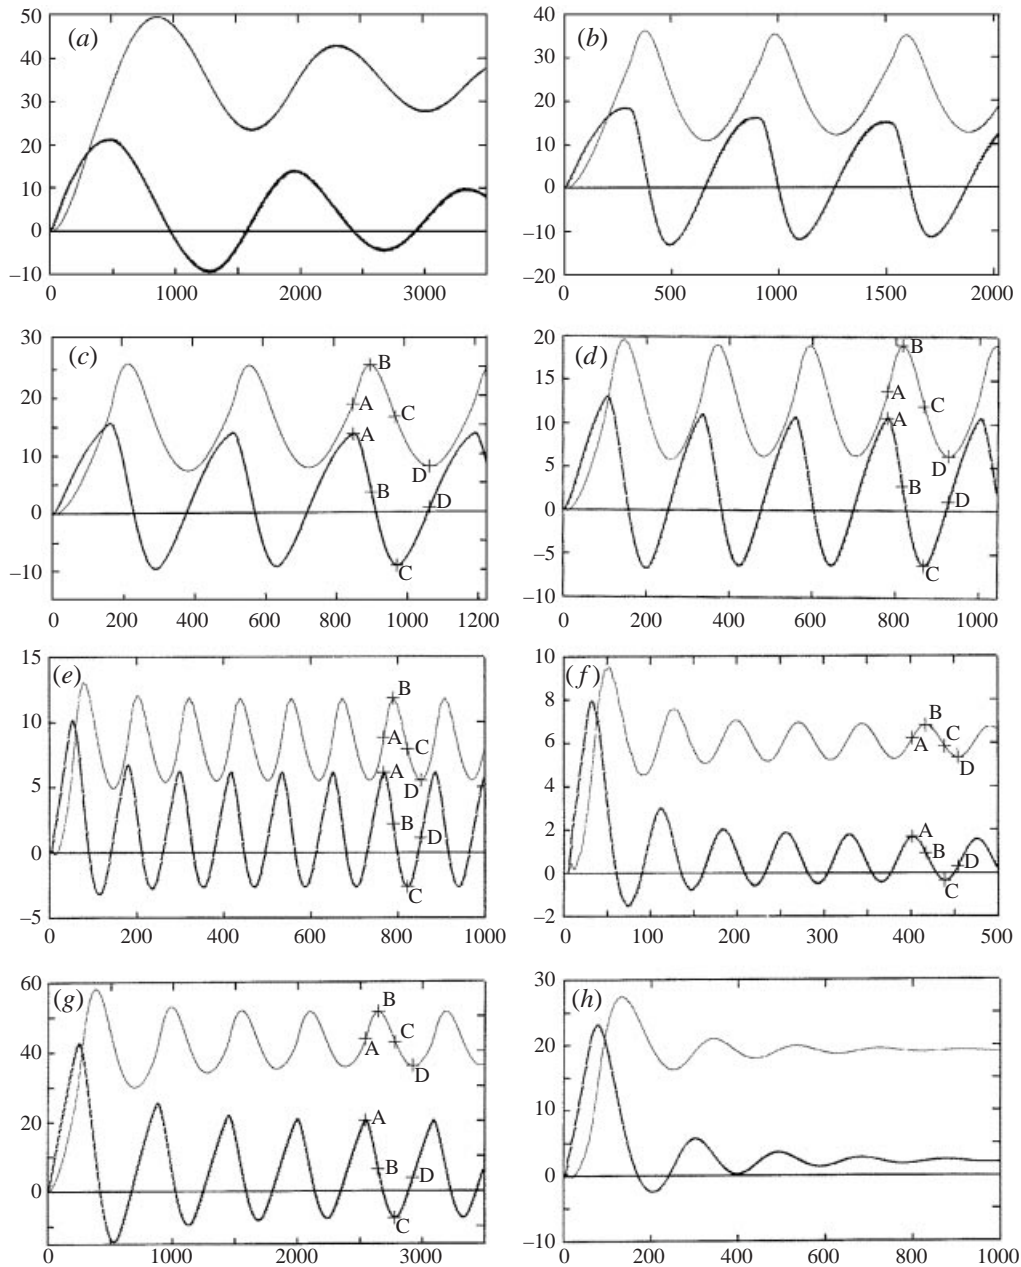 50 (a) 40 (b)
40 30
30 20
20 10
10 0
0 –10
–10 –20
0 1000 2000 3000 0 500 1000 1500 2000
30 (c) B 20 (d) B
20 A C 15 A C
10 A D 10 A D
0 B D 5 B D
–10 C 0 C
–5
–10
0 200 400 600 800 1000 1200 0 200 400 600 800 1000
15 (e) B 10 (f) B
10 A C 8 A C
5 A D 6 D
0 B D 4 A
–5 C 2 B D
0 C
–2
0 200 400 600 800 1000 0 100 200 300 400 500
60 (g) B 30 (h)
40 A C D 20
20 A 10
0 B D 0
C –10
0 1000 2000 3000 0 200 400 600 800 1000